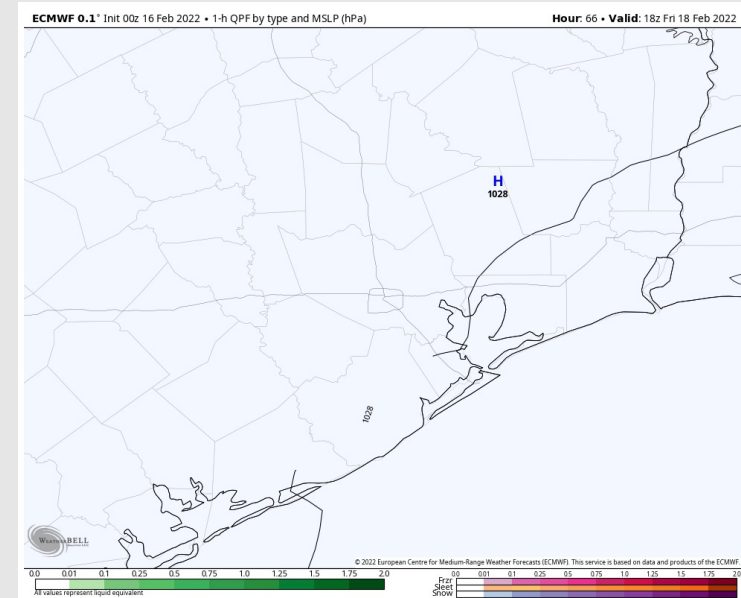 ECMWF 0.1° Init 00z 16 Feb 2022 • 1-h QPF by type and MSLP (hPa)
Hour: 66 • Valid: 18z Fri 18 Feb 2022
H
1028
1028
WEATHERBELL
© 2022 European Centre for Medium-Range Weather Forecasts (ECMWF). This service is based on data and products of the ECMWF.
0.0 0.01 0.1 0.25 0.5 0.75 1.0 1.25 1.5 1.75 2.0
All values represent liquid equivalent
0.0 0.01 0.1 0.25 0.5 0.75 1.0 1.25 1.5 1.75 2.0
Frzr
Sleet
Snow